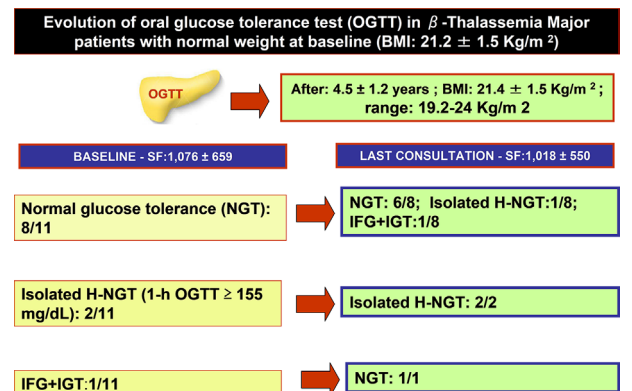 Evolution of oral glucose tolerance test (OGTT) in β-Thalassemia Major
patients with normal weight at baseline (BMI: 21.2 ± 1.5 Kg/m ²)
OGTT
After: 4.5 ± 1.2 years ; BMI: 21.4 ± 1.5 Kg/m ² ;
range: 19.2-24 Kg/m 2
BASELINE - SF:1,076 ± 659
LAST CONSULTATION - SF:1,018 ± 550
Normal glucose tolerance (NGT):
8/11
NGT: 6/8; Isolated H-NGT:1/8;
IFG+IGT:1/8
Isolated H-NGT (1-h OGTT ≥ 155
mg/dL): 2/11
Isolated H-NGT: 2/2
IFG+IGT:1/11
NGT: 1/1